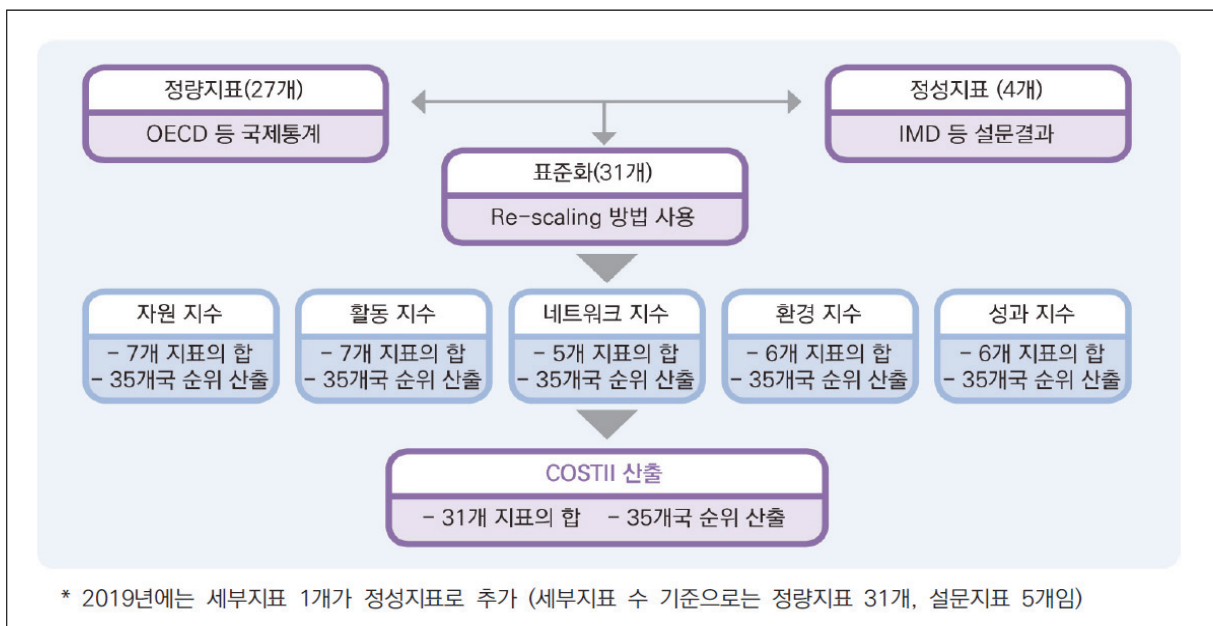 정량지표(27개)
OECD 등 국제통계
정성지표 (4개)
IMD 등 설문결과
표준화(31개)
Re-scaling 방법 사용
자원 지수
- 7개 지표의 합
- 35개국 순위 산출
활동 지수
- 7개 지표의 합
- 35개국 순위 산출
네트워크 지수
- 5개 지표의 합
- 35개국 순위 산출
환경 지수
- 6개 지표의 합
- 35개국 순위 산출
성과 지수
- 6개 지표의 합
- 35개국 순위 산출
COSTII 산출
- 31개 지표의 합 - 35개국 순위 산출
* 2019년에는 세부지표 1개가 정성지표로 추가 (세부지표 수 기준으로는 정량지표 31개, 설문지표 5개임)